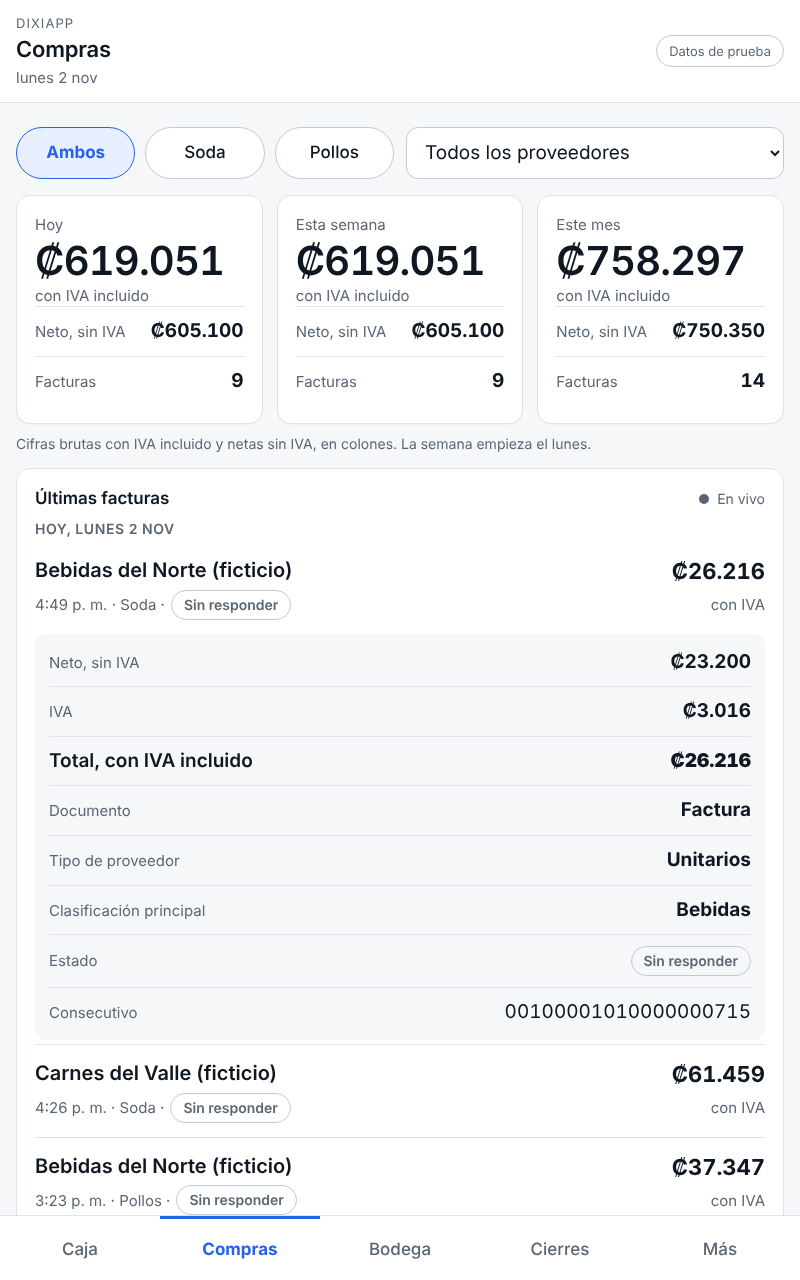 DIXIAPP
Compras
lunes 2 nov
Datos de prueba
Ambos
Soda
Pollos
Todos los proveedores
Hoy
₡619.051
con IVA incluido
Neto, sin IVA ₡605.100
Facturas 9
Esta semana
₡619.051
con IVA incluido
Neto, sin IVA ₡605.100
Facturas 9
Este mes
₡758.297
con IVA incluido
Neto, sin IVA ₡750.350
Facturas 14
Cifras brutas con IVA incluido y netas sin IVA, en colones. La semana empieza el lunes.
Últimas facturas
En vivo
HOY, LUNES 2 NOV
Bebidas del Norte (ficticio) ₡26.216
4:49 p. m. · Soda · Sin responder con IVA
Neto, sin IVA ₡23.200
IVA ₡3.016
Total, con IVA incluido ₡26.216
Documento Factura
Tipo de proveedor Unitarios
Clasificación principal Bebidas
Estado Sin responder
Consecutivo 00100001010000000715
Carnes del Valle (ficticio) ₡61.459
4:26 p. m. · Soda · Sin responder con IVA
Bebidas del Norte (ficticio) ₡37.347
3:23 p. m. · Pollos · Sin responder con IVA
Caja
Compras
Bodega
Cierres
Más